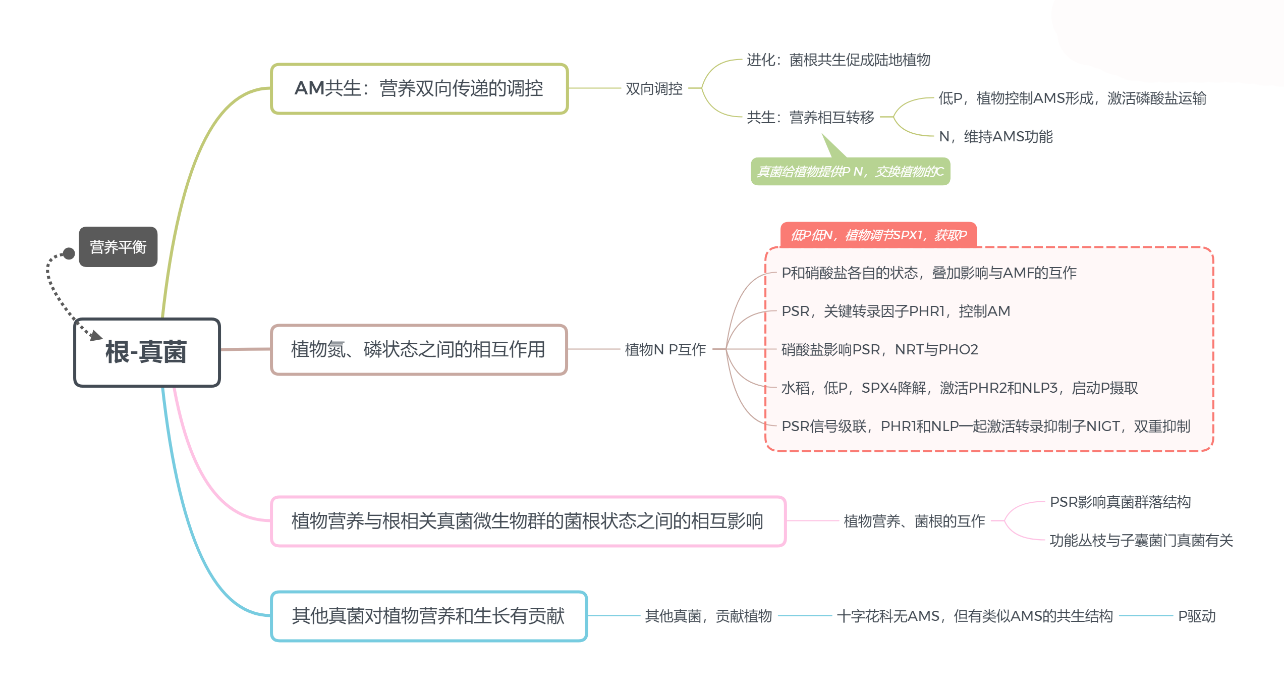 AM共生：营养双向传递的调控
双向调控
进化：菌根共生促成陆地植物
共生：营养相互转移
低P，植物控制AMS形成，激活磷酸盐运输
N，维持AMS功能
真菌给植物提供P N，交换植物的C
营养平衡
根-真菌
植物氮、磷状态之间的相互作用
植物N P互作
低P低N，植物调节SPX1，获取P
P和硝酸盐各自的状态，叠加影响与AMF的互作
PSR，关键转录因子PHR1，控制AM
硝酸盐影响PSR，NRT与PHO2
水稻，低P，SPX4降解，激活PHR2和NLP3，启动P摄取
PSR信号级联，PHR1和NLP一起激活转录抑制子NIGT，双重抑制
植物营养与根相关真菌微生物群的菌根状态之间的相互影响
植物营养、菌根的互作
PSR影响真菌群落结构
功能丛枝与子囊菌门真菌有关
其他真菌对植物营养和生长有贡献
其他真菌，贡献植物
十字花科无AMS，但有类似AMS的共生结构
P驱动